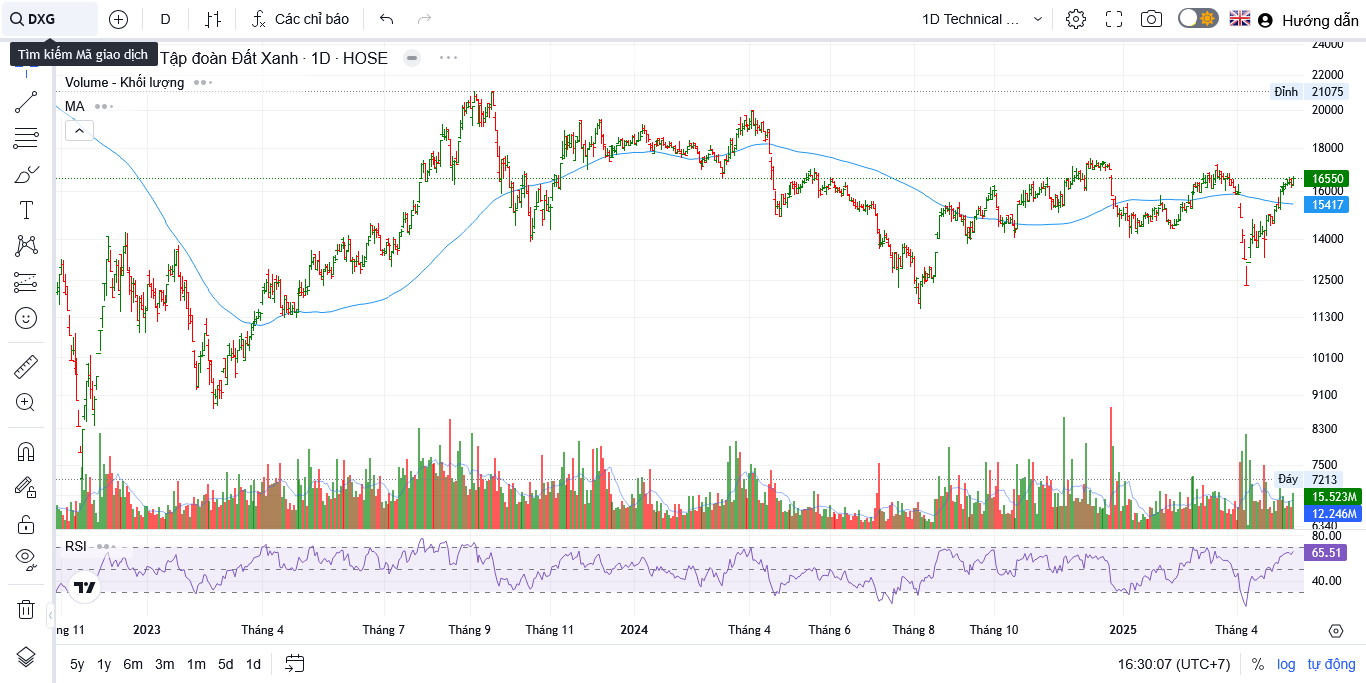 DXG
D
Các chỉ báo
1D Technical ...
Hướng dẫn
Tìm kiếm Mã giao dịch
Tập đoàn Đất Xanh · 1D · HOSE
Volume - Khối lượng
MA
24000
22000
Đỉnh 21075
20000
18000
16550
16000
15417
14000
12500
11300
10100
9100
8300
7500
Đáy 7213
15.523M
12.246M
6340
RSI
80.00
65.51
40.00
ng 11
2023
Tháng 4
Tháng 7
Tháng 9
Tháng 11
2024
Tháng 4
Tháng 6
Tháng 8
Tháng 10
2025
Tháng 4
5y 1y 6m 3m 1m 5d 1d
16:30:07 (UTC+7)
% log tự động